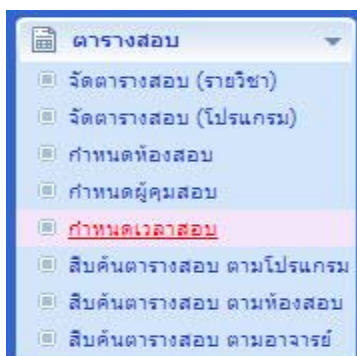 ตารางสอบ
จัดตารางสอบ (รายวิชา)
จัดตารางสอบ (โปรแกรม)
กำหนดห้องสอบ
กำหนดผู้คุมสอบ
กำหนดเวลาสอบ
สืบค้นตารางสอบ ตามโปรแกรม
สืบค้นตารางสอบ ตามห้องสอบ
สืบค้นตารางสอบ ตามอาจารย์